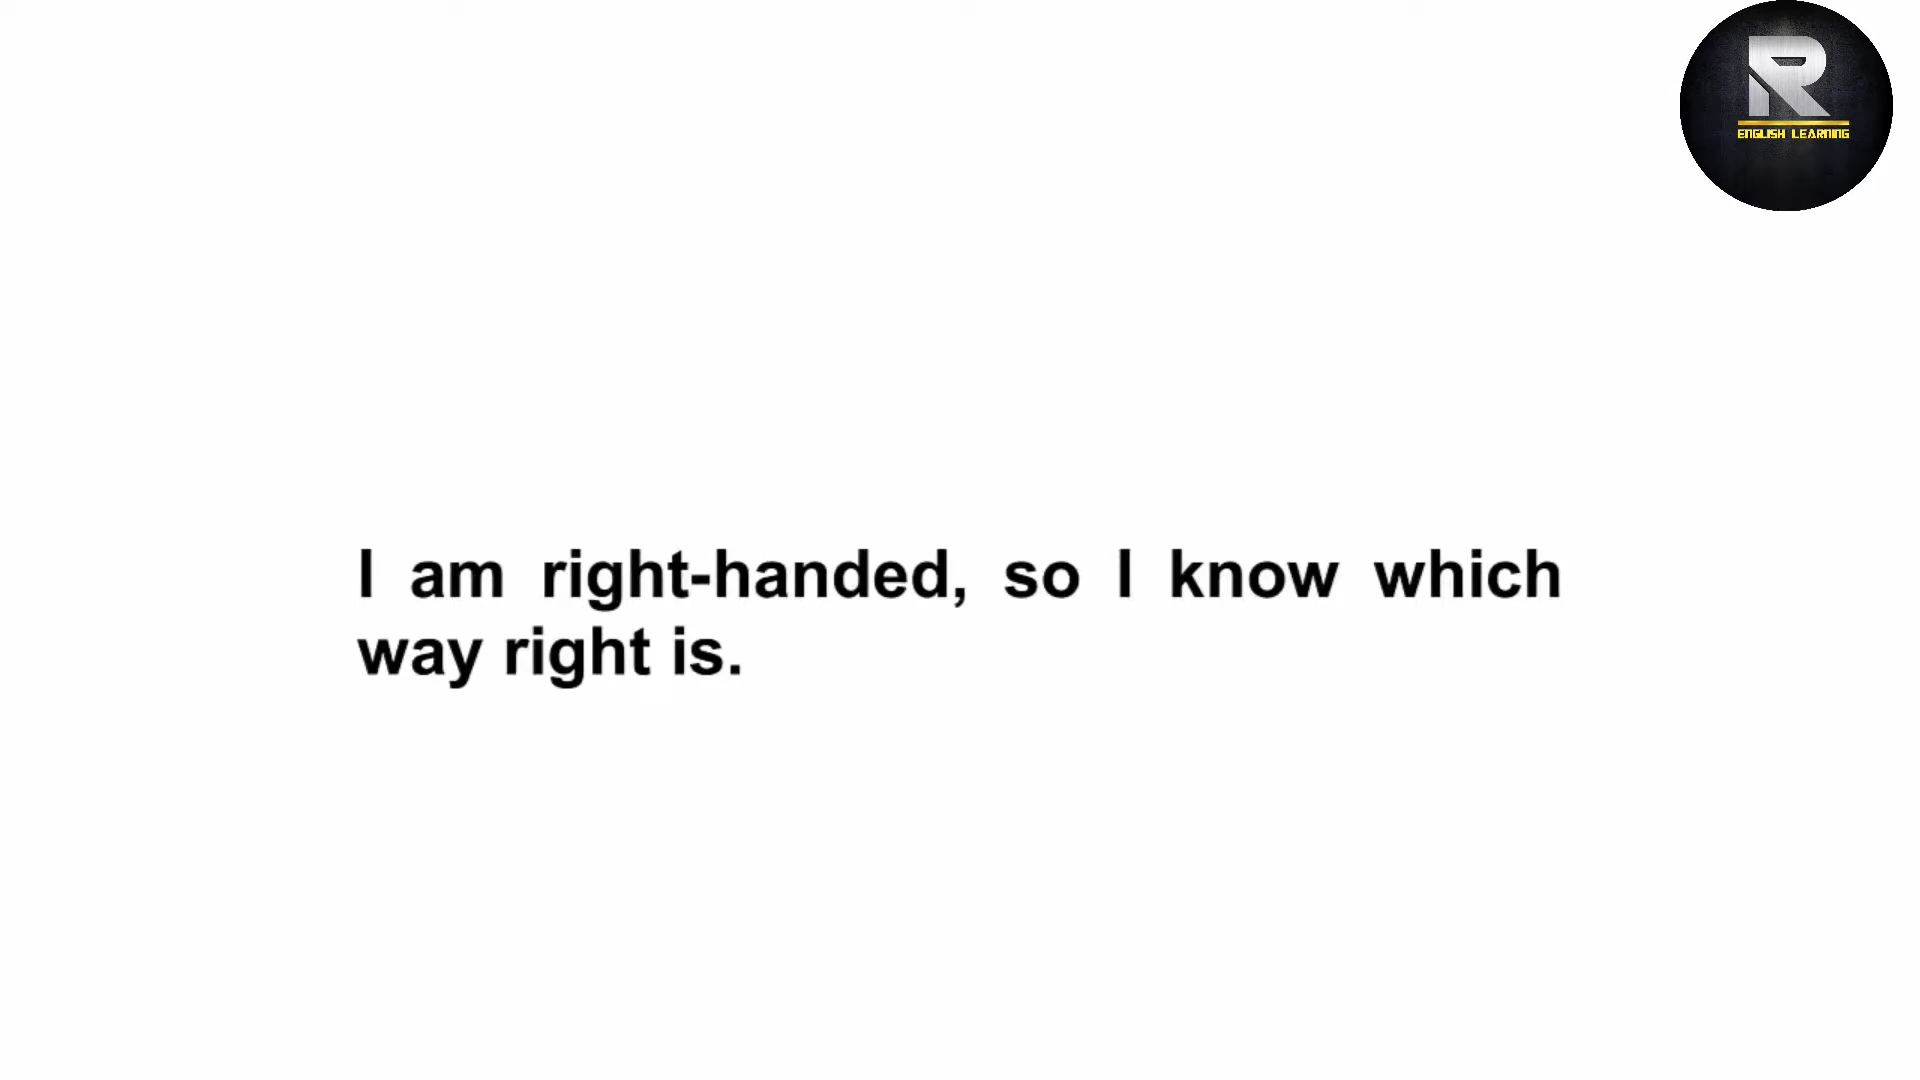 R
ENGLISH LEARNING
I am right-handed, so I know which
way right is.